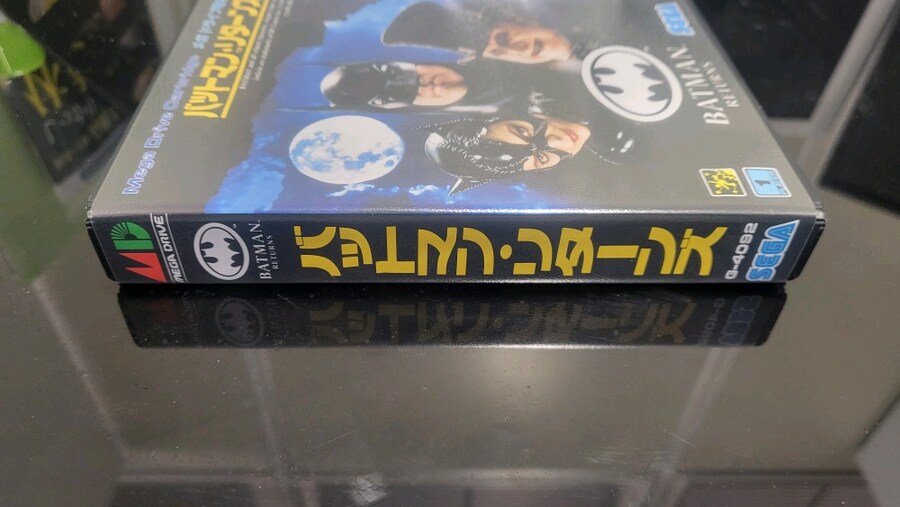 Mega Drive Cartridge
バットマンリターンズ
SEGA
BATMAN
RETURNS
1
MEGA DRIVE
BATMAN
RETURNS
バットマン・リターンズ
G-4092
SEGA